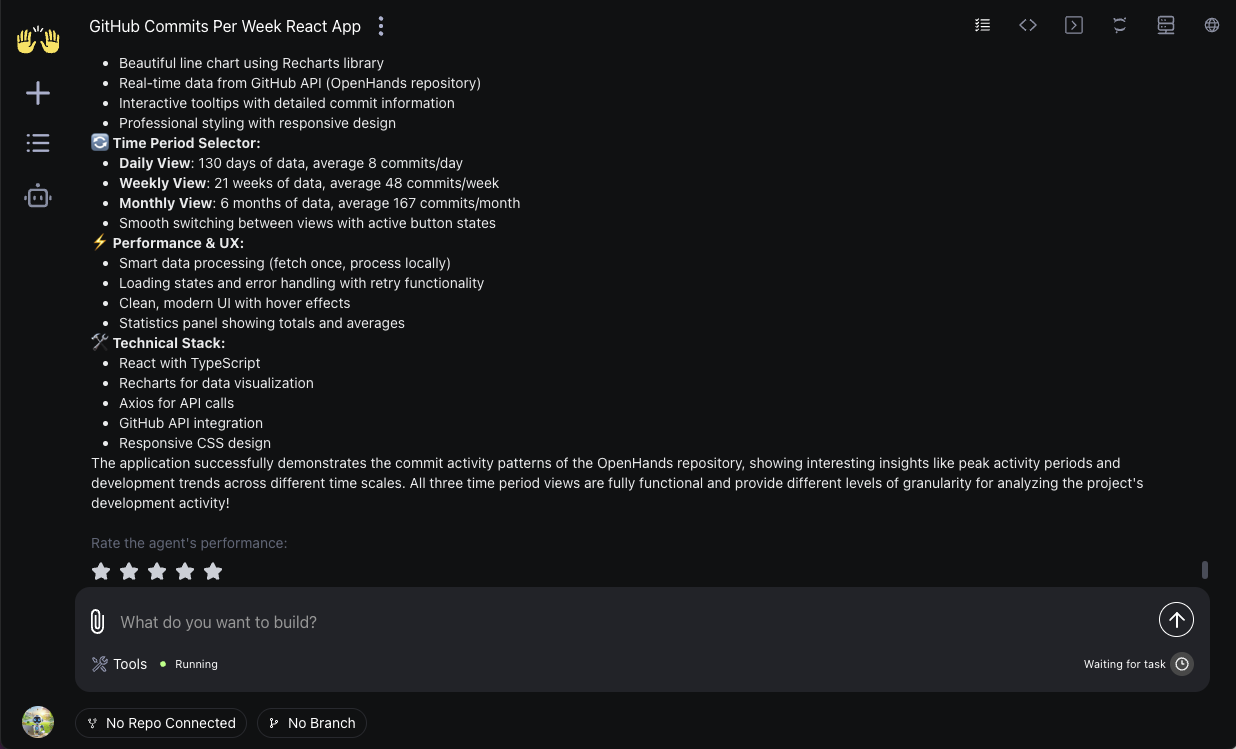 GitHub Commits Per Week React App
Beautiful line chart using Recharts library
Real-time data from GitHub API (OpenHands repository)
Interactive tooltips with detailed commit information
Professional styling with responsive design
Time Period Selector:
Daily View: 130 days of data, average 8 commits/day
Weekly View: 21 weeks of data, average 48 commits/week
Monthly View: 6 months of data, average 167 commits/month
Smooth switching between views with active button states
⚡ Performance & UX:
Smart data processing (fetch once, process locally)
Loading states and error handling with retry functionality
Clean, modern UI with hover effects
Statistics panel showing totals and averages
Technical Stack:
React with TypeScript
Recharts for data visualization
Axios for API calls
GitHub API integration
Responsive CSS design
The application successfully demonstrates the commit activity patterns of the OpenHands repository, showing interesting insights like peak activity periods and
development trends across different time scales. All three time period views are fully functional and provide different levels of granularity for analyzing the project's
development activity!
Rate the agent's performance:
What do you want to build?
Tools Running Waiting for task
No Repo Connected No Branch